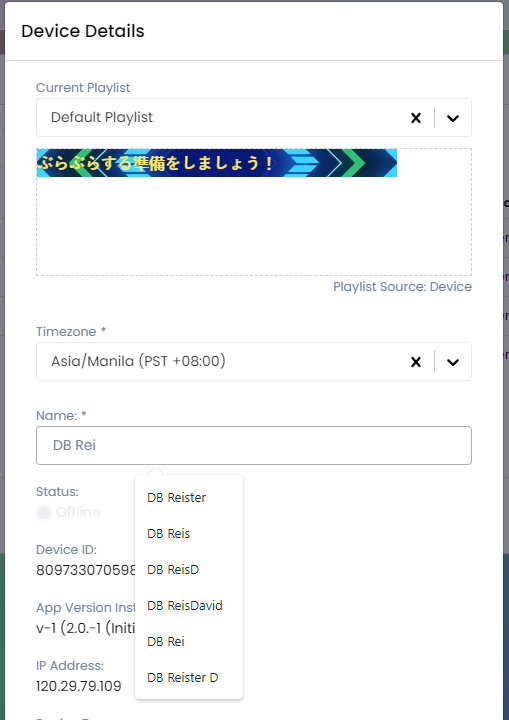 Device Details
Current Playlist
Default Playlist
ぶらぶらする準備をしましょう！
Playlist Source: Device
Timezone *
Asia/Manila (PST +08:00)
Name: *
DB Rei
DB Reister
DB Reis
DB ReisD
DB ReisDavid
DB Rei
DB Reister D
Status:
Offline
Device ID:
809733070598
App Version Inst
v-1 (2.0.-1 (Initi
IP Address:
120.29.79.109